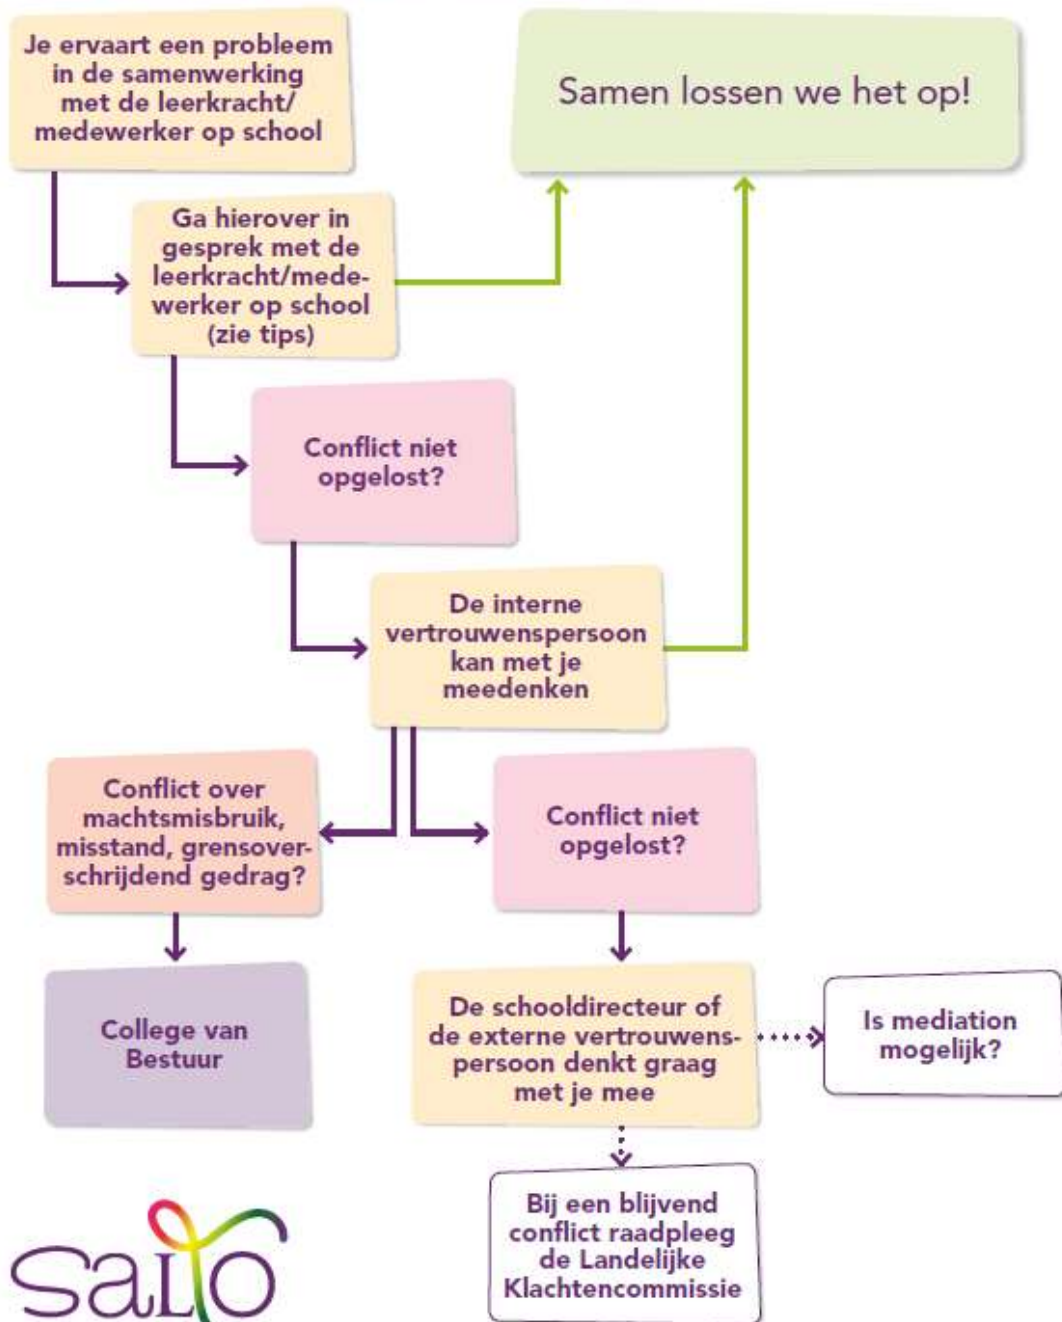 Je ervaart een probleem
in de samenwerking
met de leerkracht/
medewerker op school
Samen lossen we het op!
Ga hierover in
gesprek met de
leerkracht/mede-
werker op school
(zie tips)
Conflict niet
opgelost?
De interne
vertrouwenspersoon
kan met je
meedenken
Conflict over
machtsmisbruik,
misstand, grensover-
schrijdend gedrag?
Conflict niet
opgelost?
College van
Bestuur
De schooldirecteur of
de externe vertrouwens-
persoon denkt graag
met je mee
Is mediation
mogelijk?
Bij een blijvend
conflict raadpleeg
de Landelijke
Klachtencommissie
SALTO